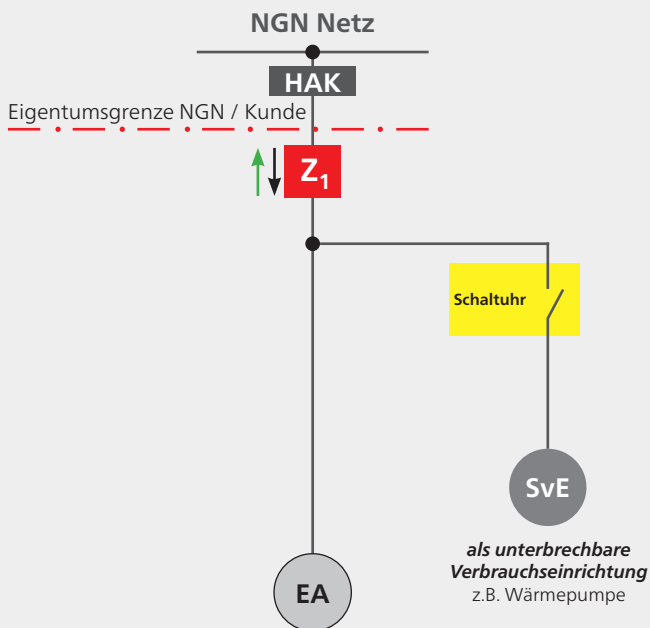 NGN Netz
HAK
Eigentumsgrenze NGN / Kunde
Z₁
Schaltuhr
SvE
als unterbrechbare
Verbrauchseinrichtung
z.B. Wärmepumpe
EA